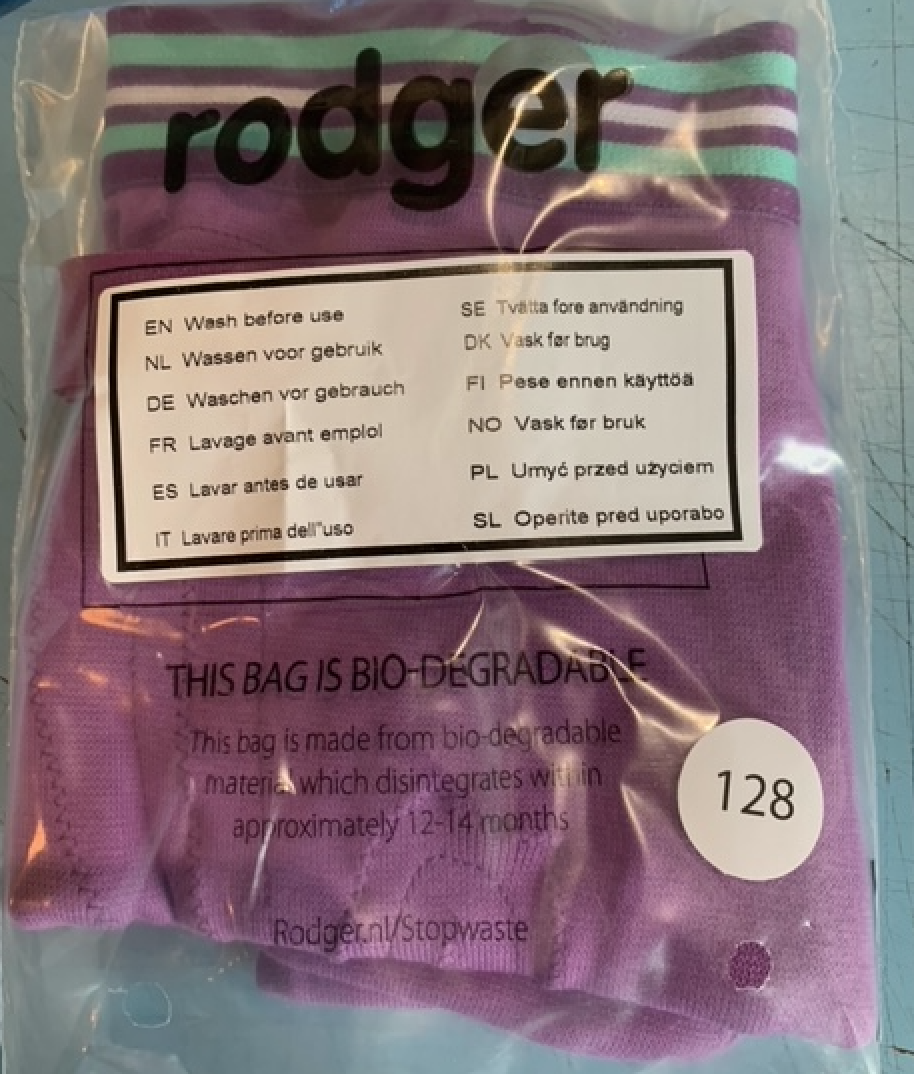 rodger
EN Wash before use
NL Wassen voor gebruik
DE Waschen vor gebrauch
FR Lavage avant emplol
ES Lavar antes de usar
IT Lavare prima dell"uso
SE Tvätta fore användning
DK Vask før brug
FI Pese ennen käyttöä
NO Vask før bruk
PL Umyć przed użyciem
SL Operite pred uporabo
THIS BAG IS BIO-DEGRADABLE
This bag is made from bio-degradable
material which disintegrates within
approximately 12-14 months
128
Rodger.nl/Stopwaste